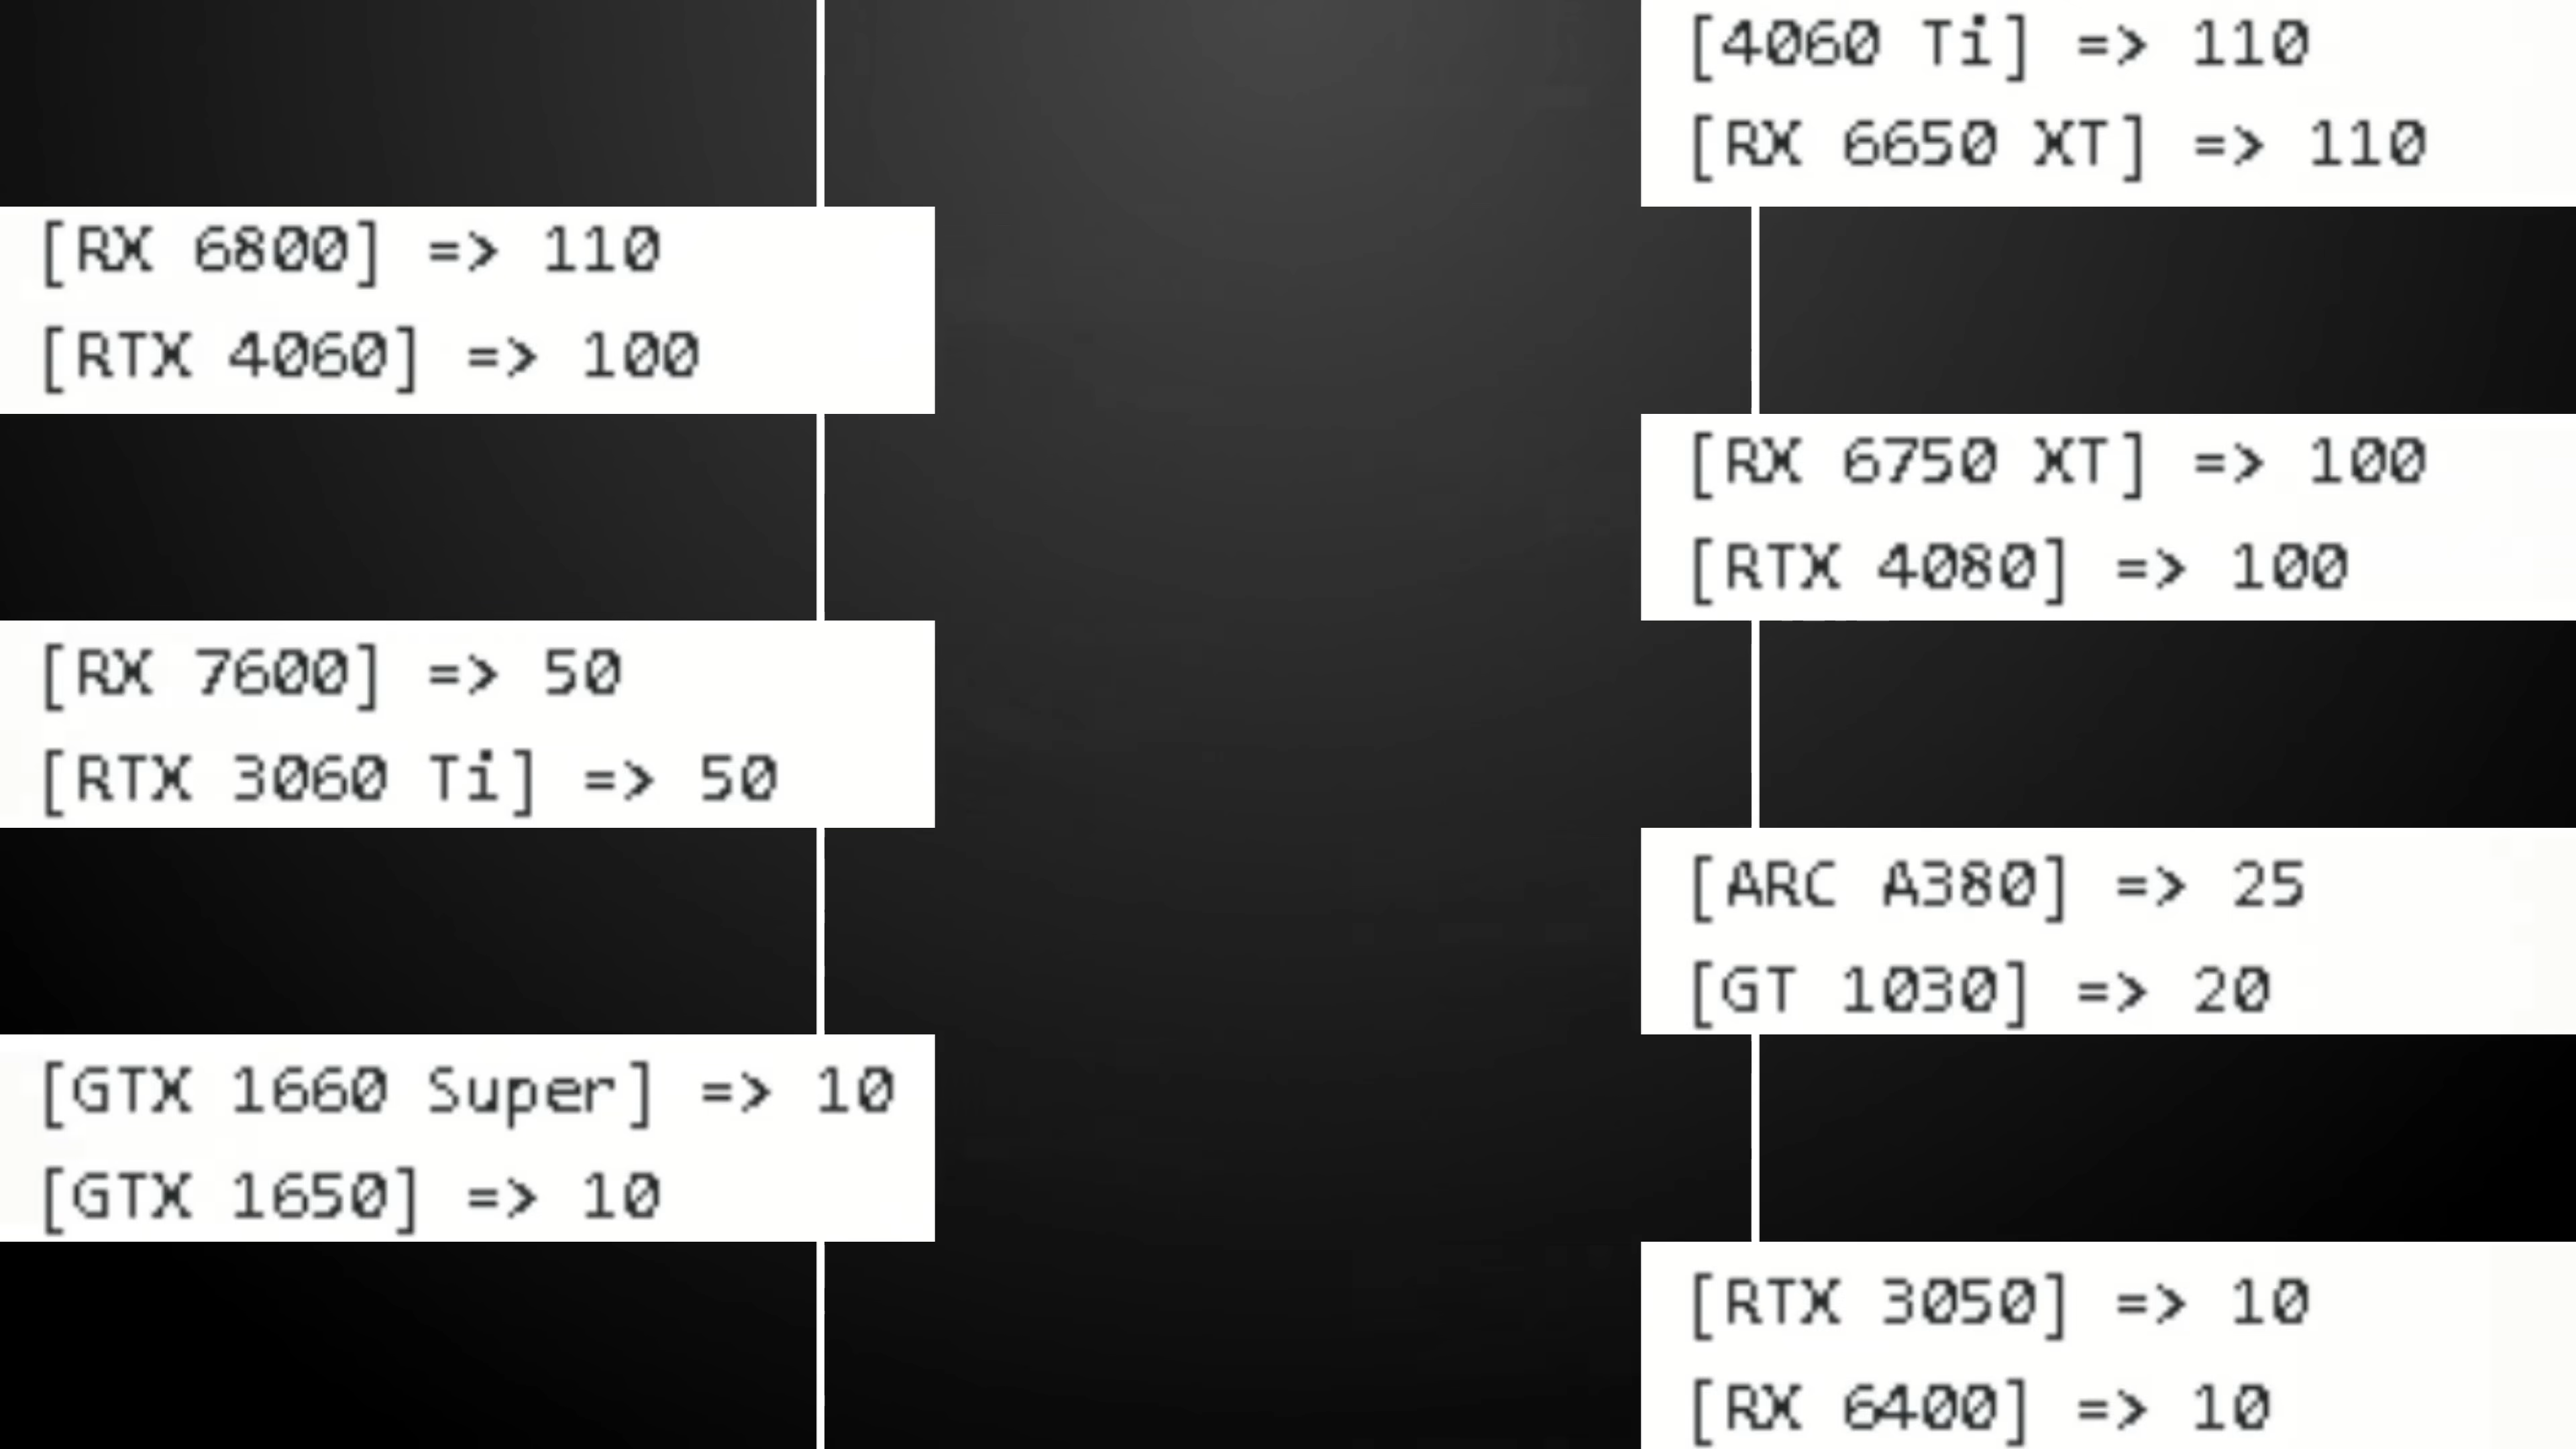 [4060 Ti] => 110
[RX 6650 XT] => 110
[RX 6800] => 110
[RTX 4060] => 100
[RX 6750 XT] => 100
[RTX 4080] => 100
[RX 7600] => 50
[RTX 3060 Ti] => 50
[ARC A380] => 25
[GT 1030] => 20
[GTX 1660 Super] => 10
[GTX 1650] => 10
[RTX 3050] => 10
[RX 6400] => 10